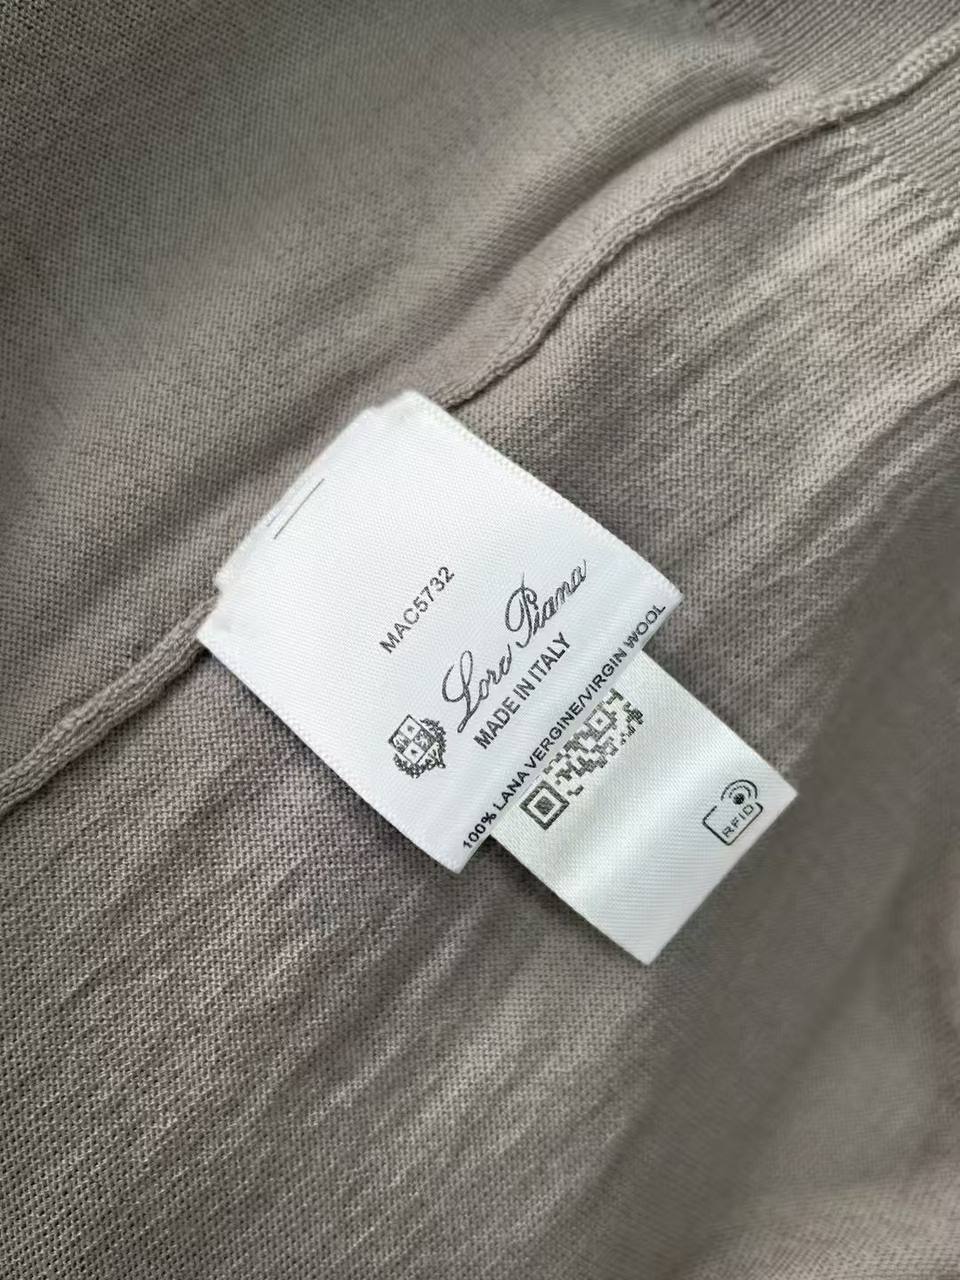 MAC5732
Loro Piana
MADE IN ITALY
100% LANA VERGINE/VIRGIN WOOL
RFID